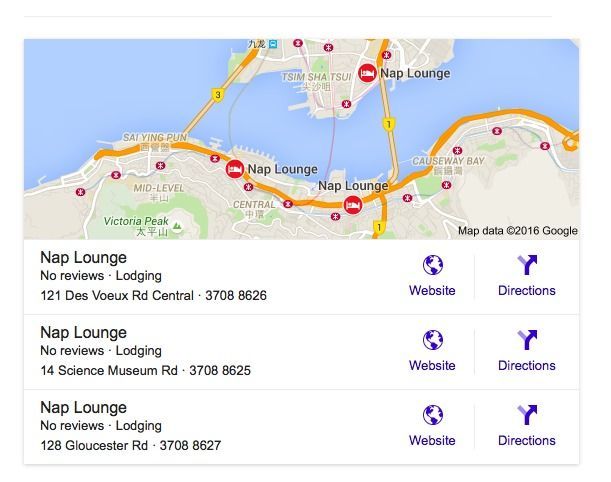 九龍
TSIM SHA TSUI
尖沙咀
Nap Lounge
3
1
SAI YING PUN
西營盤
Nap Lounge
CAUSEWAY BAY
銅鑼灣
MID-LEVEL
半山
Nap Lounge
CENTRAL
中環
Victoria Peak
太平山
1
Map data ©2016 Google
Nap Lounge
No reviews · Lodging
121 Des Voeux Rd Central · 3708 8626
Website
Directions
Nap Lounge
No reviews · Lodging
14 Science Museum Rd · 3708 8625
Website
Directions
Nap Lounge
No reviews · Lodging
128 Gloucester Rd · 3708 8627
Website
Directions